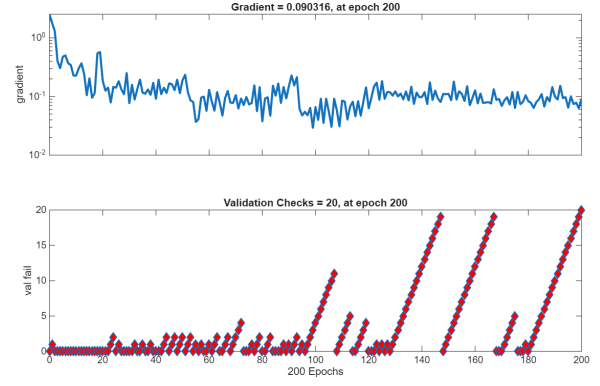 Gradient = 0.090316, at epoch 200
10^0
10^-1
10^-2
gradient
Validation Checks = 20, at epoch 200
20
15
10
5
0
val fail
0 20 40 60 80 100 120 140 160 180 200
200 Epochs